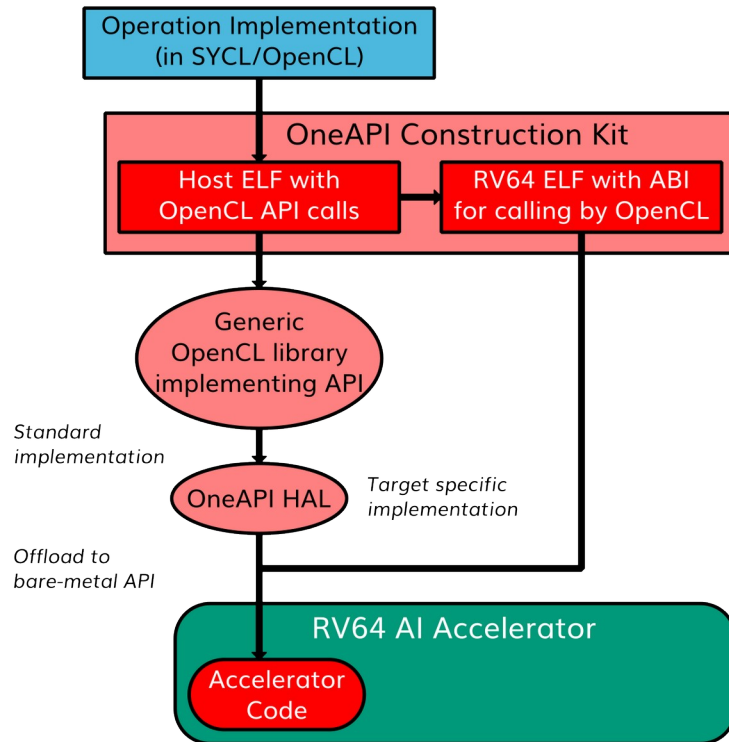 Operation Implementation
(in SYCL/OpenCL)
OneAPI Construction Kit
Host ELF with
OpenCL API calls
RV64 ELF with ABI
for calling by OpenCL
Generic
OpenCL library
implementing API
Standard
implementation
OneAPI HAL
Target specific
implementation
Offload to
bare-metal API
RV64 AI Accelerator
Accelerator
Code